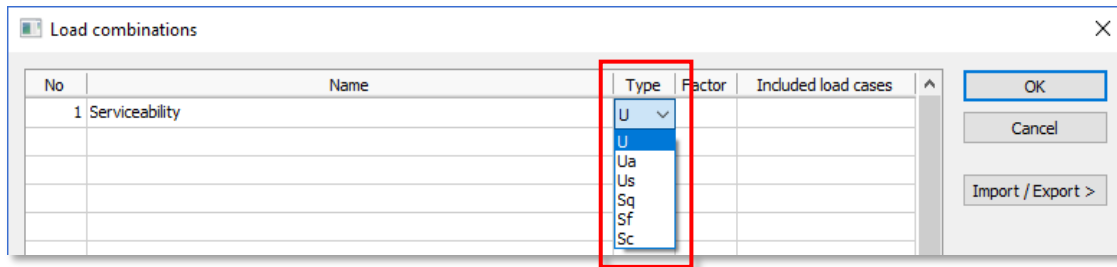 Load combinations
No Name Type Factor Included load cases
1 Serviceability U
U
Ua
Us
Sq
Sf
Sc
OK
Cancel
Import / Export >